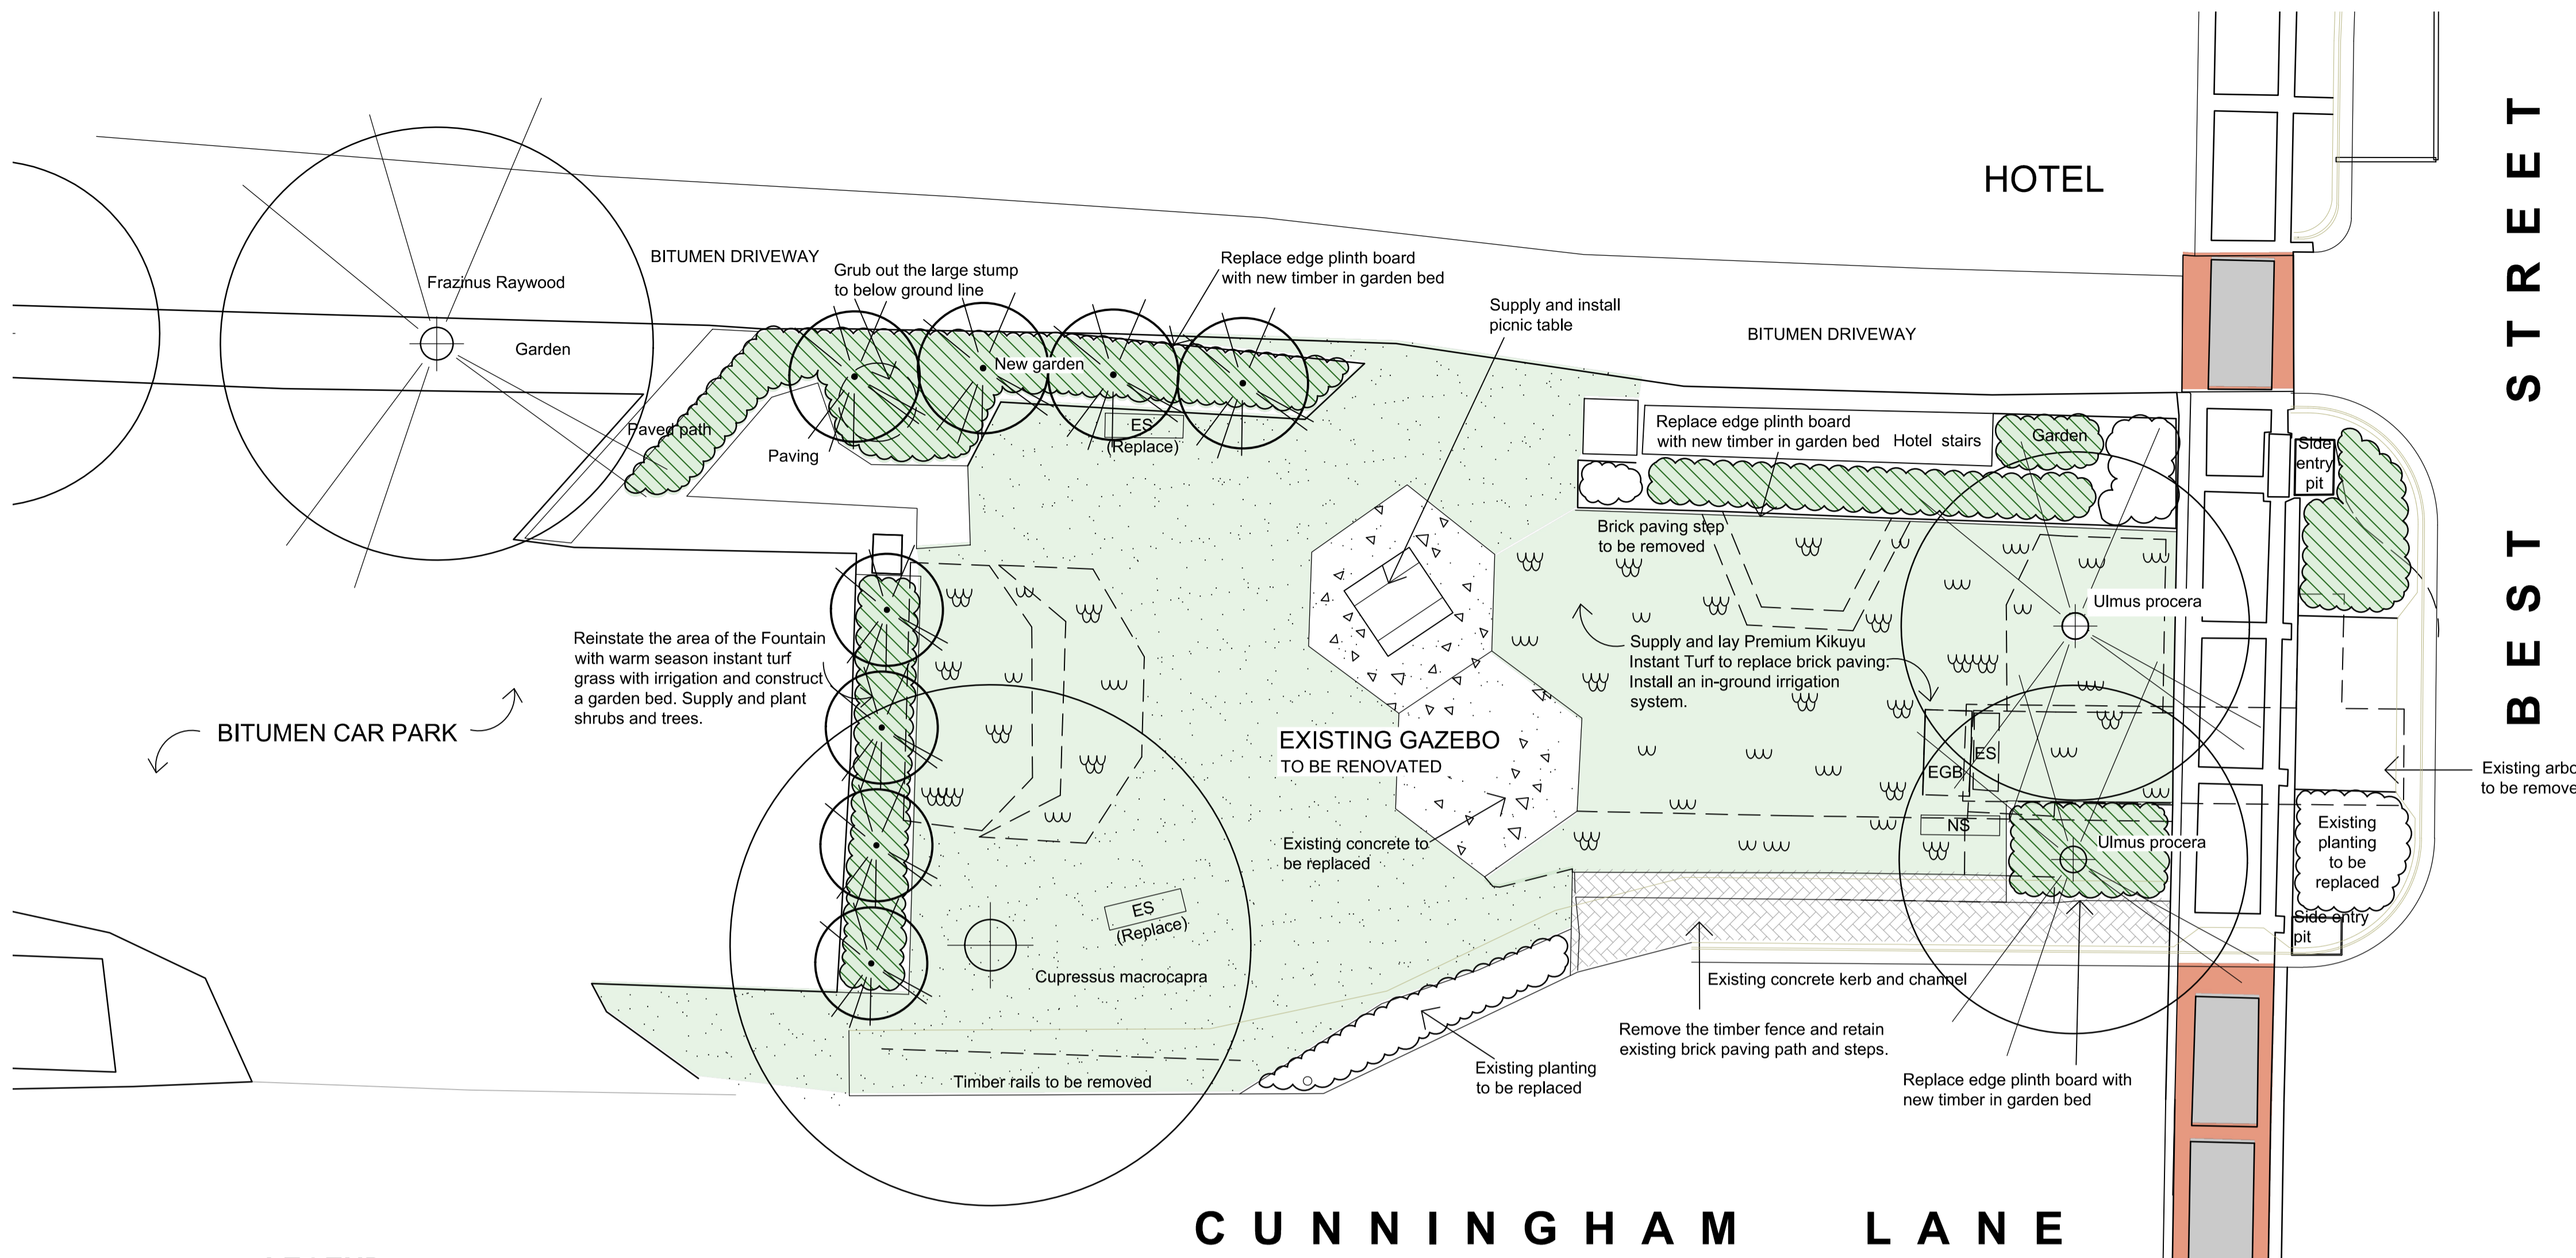 HOTEL
BEST STREET
BITUMEN DRIVEWAY
Grub out the large stump
to below ground line
Replace edge plinth board
with new timber in garden bed
Frazinus Raywood
Supply and install
picnic table
BITUMEN DRIVEWAY
Garden
New garden
Paved path
Paving
ES
(Replace)
Replace edge plinth board
with new timber in garden bed
Hotel stairs
Garden
Side
entry
pit
Brick paving step
to be removed
Ulmus procera
Reinstate the area of the Fountain
with warm season instant turf
grass with irrigation and construct
a garden bed. Supply and plant
shrubs and trees.
Supply and lay Premium Kikuyu
Instant Turf to replace brick paving.
Install an in-ground irrigation
system.
BITUMEN CAR PARK
EXISTING GAZEBO
TO BE RENOVATED
ES
EGB
Existing arbo
to be remove
NS
Existing concrete to
be replaced
Ulmus procera
Existing
planting
to be
replaced
ES
(Replace)
Side entry
pit
Cupressus macrocapra
Existing concrete kerb and channel
Remove the timber fence and retain
existing brick paving path and steps.
Existing planting
to be replaced
Timber rails to be removed
Replace edge plinth board with
new timber in garden bed
CUNNINGHAM LANE